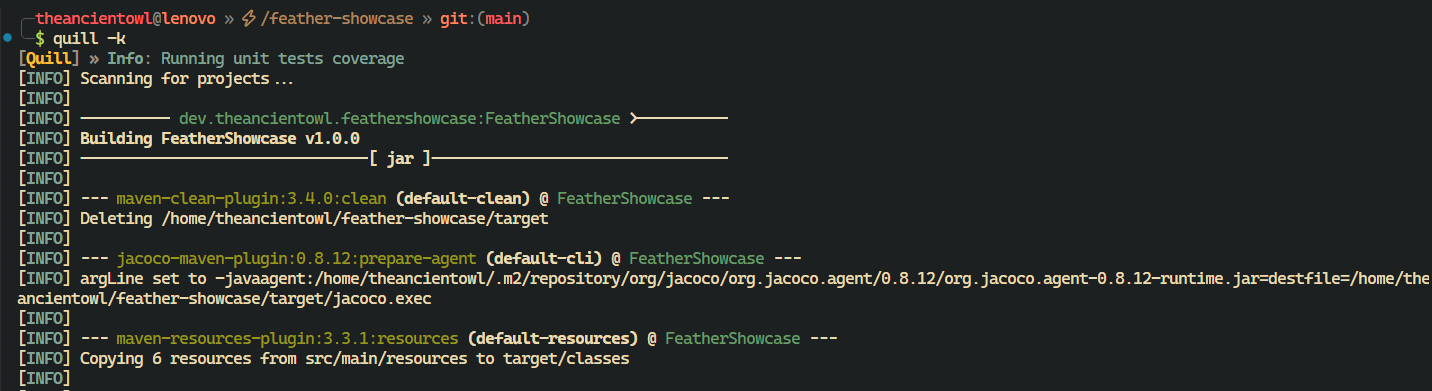 theancientowl@lenovo » ⚡/feather-showcase » git:(main)
$ quill -k
[Quill] » Info: Running unit tests coverage
[INFO] Scanning for projects...
[INFO]
[INFO] ---------- dev.theancientowl.feathershowcase:FeatherShowcase >----------
[INFO] Building FeatherShowcase v1.0.0
[INFO] --------------------------------[ jar ]---------------------------------
[INFO]
[INFO] --- maven-clean-plugin:3.4.0:clean (default-clean) @ FeatherShowcase ---
[INFO] Deleting /home/theancientowl/feather-showcase/target
[INFO]
[INFO] --- jacoco-maven-plugin:0.8.12:prepare-agent (default-cli) @ FeatherShowcase ---
[INFO] argLine set to -javaagent:/home/theancientowl/.m2/repository/org/jacoco/org.jacoco.agent/0.8.12/org.jacoco.agent-0.8.12-runtime.jar=destfile=/home/the
ancientowl/feather-showcase/target/jacoco.exec
[INFO]
[INFO] --- maven-resources-plugin:3.3.1:resources (default-resources) @ FeatherShowcase ---
[INFO] Copying 6 resources from src/main/resources to target/classes
[INFO]